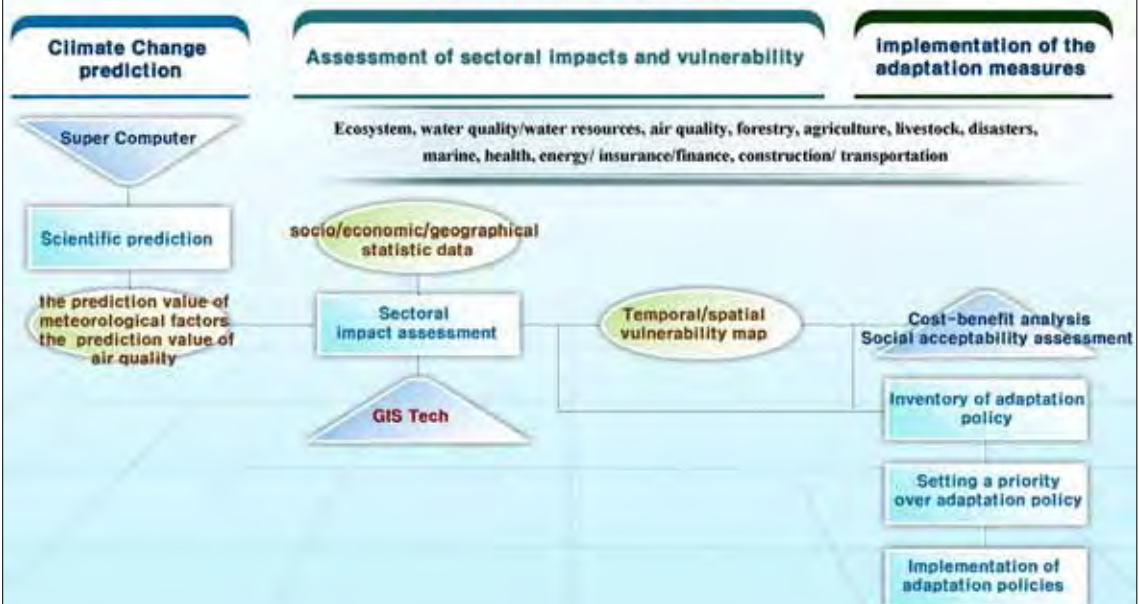 Climate Change
prediction
Assessment of sectoral impacts and vulnerability
implementation of the
adaptation measures
Super Computer
Ecosystem, water quality/water resources, air quality, forestry, agriculture, livestock, disasters,
marine, health, energy/ insurance/finance, construction/ transportation
Scientific prediction
socio/economic/geographical
statistic data
the prediction value of
meteorological factors
the prediction value of
air quality
Sectoral
impact assessment
Temporal/spatial
vulnerability map
Cost-benefit analysis
Social acceptability assessment
GIS Tech
Inventory of adaptation
policy
Setting a priority
over adaptation policy
Implementation of
adaptation policies